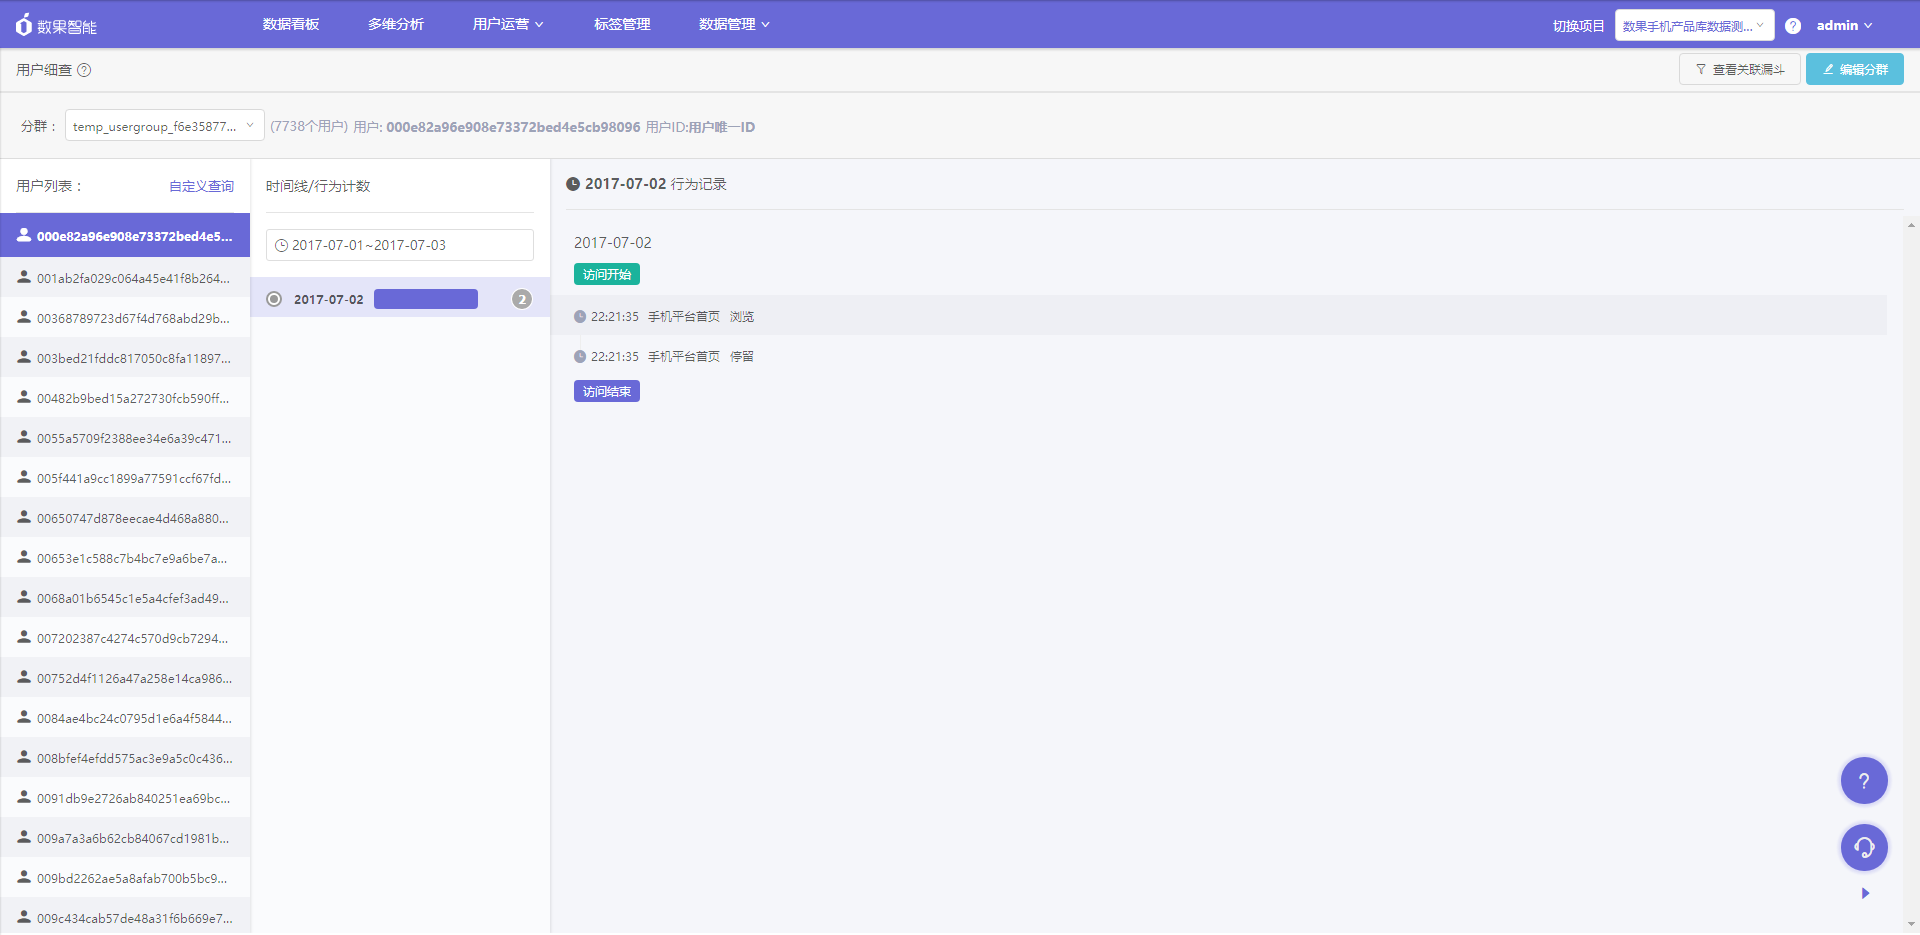 数果智能 数据看板 多维分析 用户运营 标签管理 数据管理 切换项目 数果手机产品库数据测... ? admin
用户细查 ? 查看关联漏斗 编辑分群
分群： temp_usergroup_f6e35877... (7738个用户) 用户: 000e82a96e908e73372bed4e5cb98096 用户ID:用户唯一ID
用户列表： 自定义查询
000e82a96e908e73372bed4e5...
001ab2fa029c064a45e41f8b264...
00368789723d67f4d768abd29b...
003bed21fddc817050c8fa11897...
00482b9bed15a272730fcb590ff...
0055a5709f2388ee34e6a39c471...
005f441a9cc1899a77591ccf67fd...
00650747d878eecae4d468a880...
00653e1c588c7b4bc7e9a6be7a...
0068a01b6545c1e5a4cfef3ad49...
007202387c4274c570d9cb7294...
00752d4f1126a47a258e14ca986...
0084ae4bc24c0795d1e6a4f5844...
008bfef4efdd575ac3e9a5c0c436...
0091db9e2726ab840251ea69bc...
009a7a3a6b62cb84067cd1981b...
009bd2262ae5a8afab700b5bc9...
009c434cab57de48a31f6b669e7...
时间线/行为计数
2017-07-01~2017-07-03
2017-07-02 2
2017-07-02 行为记录
2017-07-02
访问开始
22:21:35 手机平台首页 浏览
22:21:35 手机平台首页 停留
访问结束
?